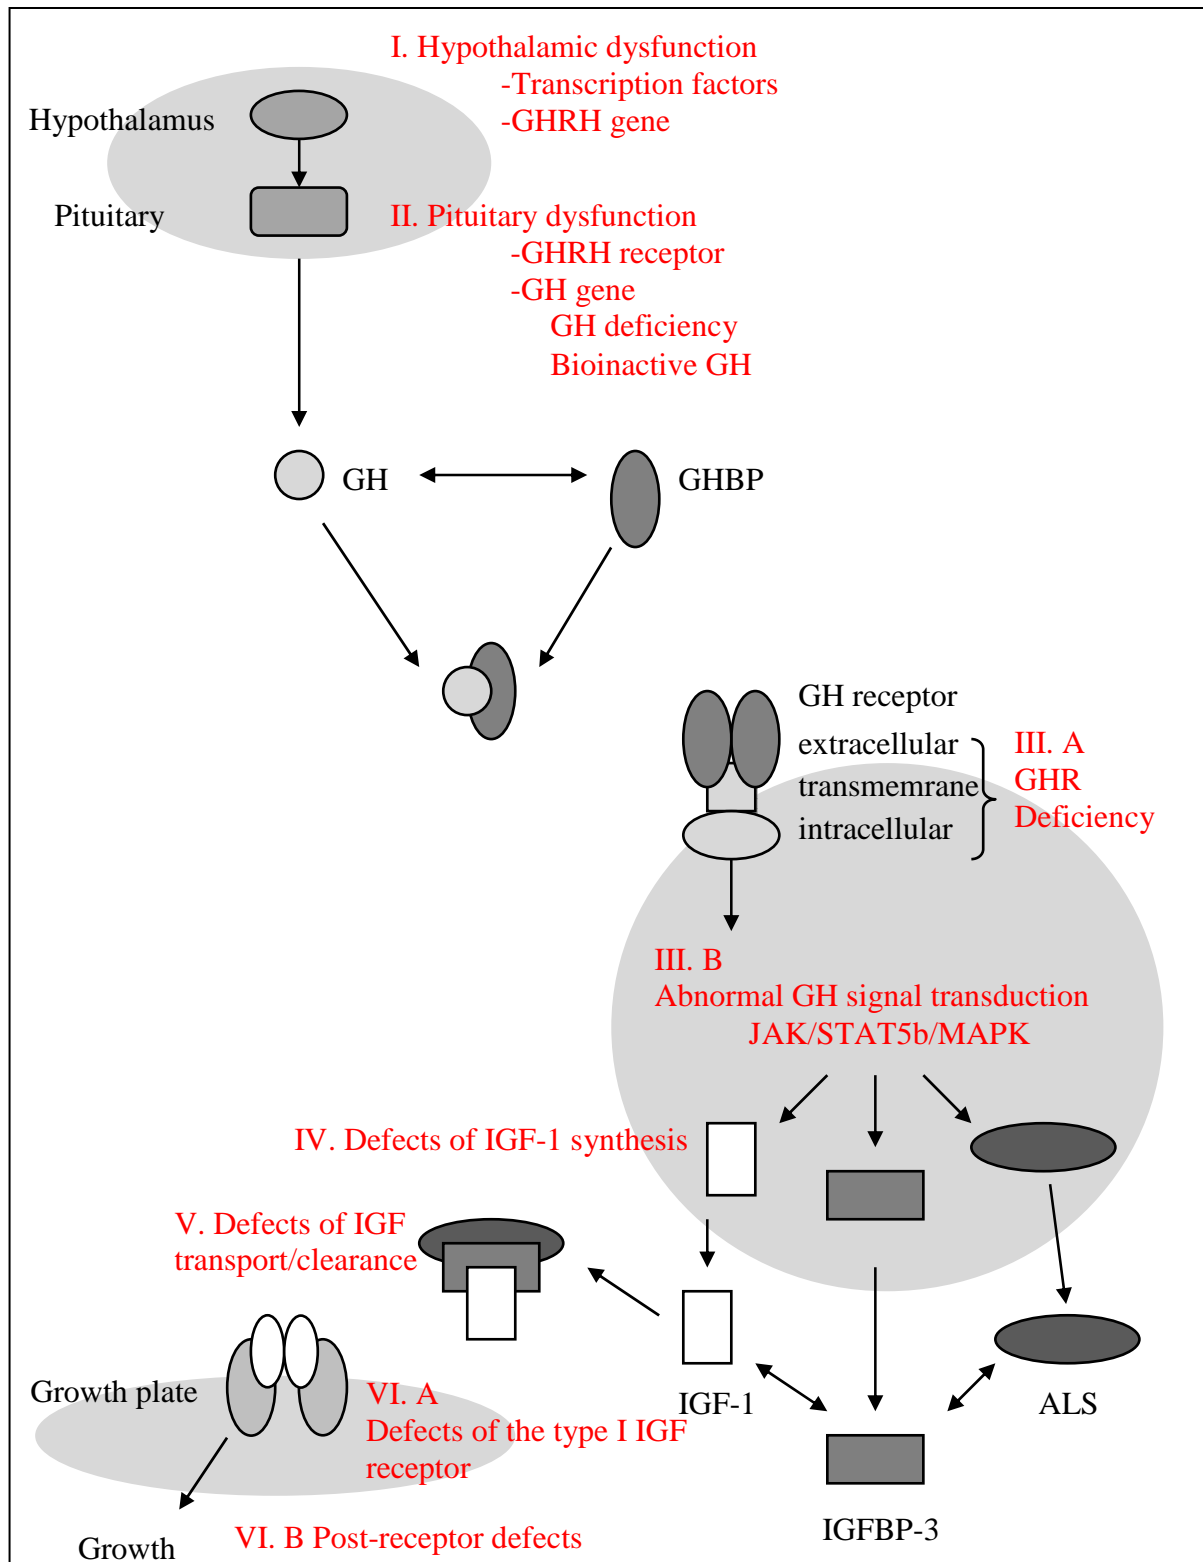 I. Hypothalamic dysfunction
-Transcription factors
Hypothalamus
-GHRH gene
Pituitary
II. Pituitary dysfunction
-GHRH receptor
-GH gene
GH deficiency
Bioinactive GH
GH
GHBP
GH receptor
extracellular
transmemrane
intracellular
III. A
GHR
Deficiency
III. B
Abnormal GH signal transduction
JAK/STAT5b/MAPK
IV. Defects of IGF-1 synthesis
V. Defects of IGF
transport/clearance
Growth plate
VI. A
Defects of the type I IGF
receptor
IGF-1
ALS
IGFBP-3
Growth
VI. B Post-receptor defects